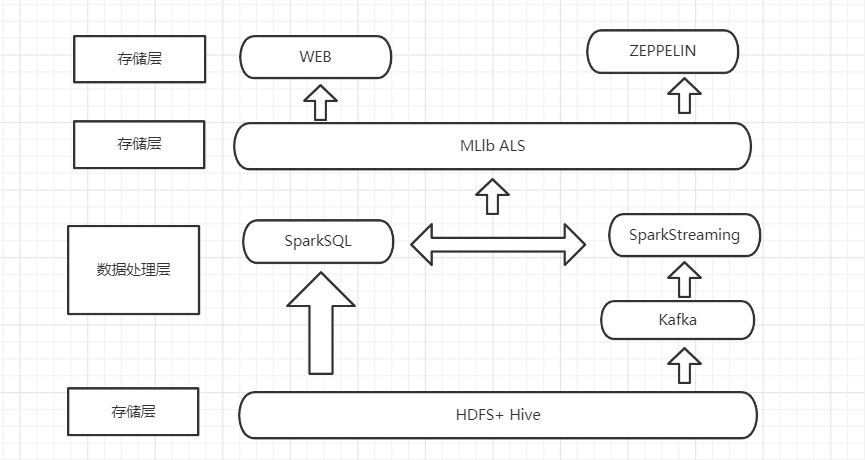 存储层
WEB
ZEPPELIN
存储层
MLlb ALS
数据处理层
SparkSQL
SparkStreaming
Kafka
存储层
HDFS+ Hive